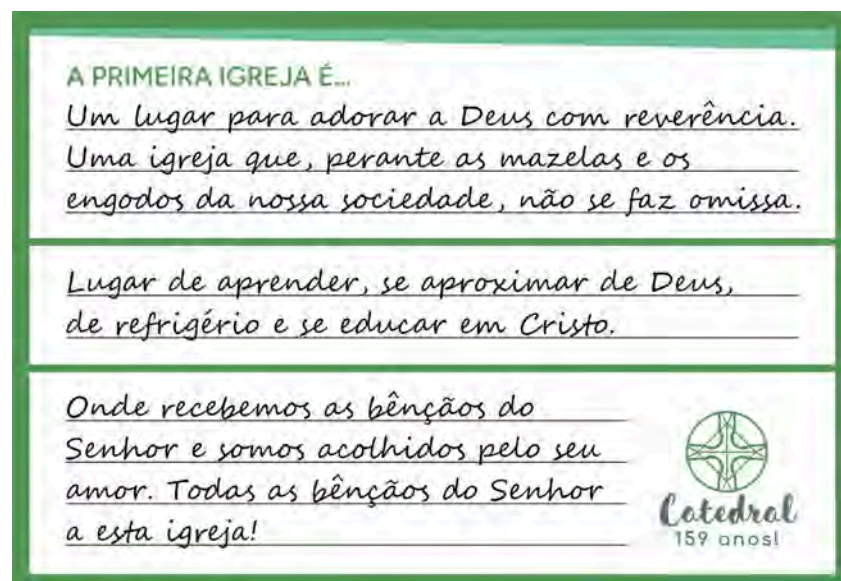 A PRIMEIRA IGREJA É...
Um lugar para adorar a Deus com reverência.
Uma igreja que, perante as mazelas e os
engodos da nossa sociedade, não se faz omissa.
Lugar de aprender, se aproximar de Deus,
de refrigério e se educar em Cristo.
Onde recebemos as bênçãos do
Senhor e somos acolhidos pelo seu
amor. Todas as bênçãos do Senhor
a esta igreja!
Catedral
159 anos!